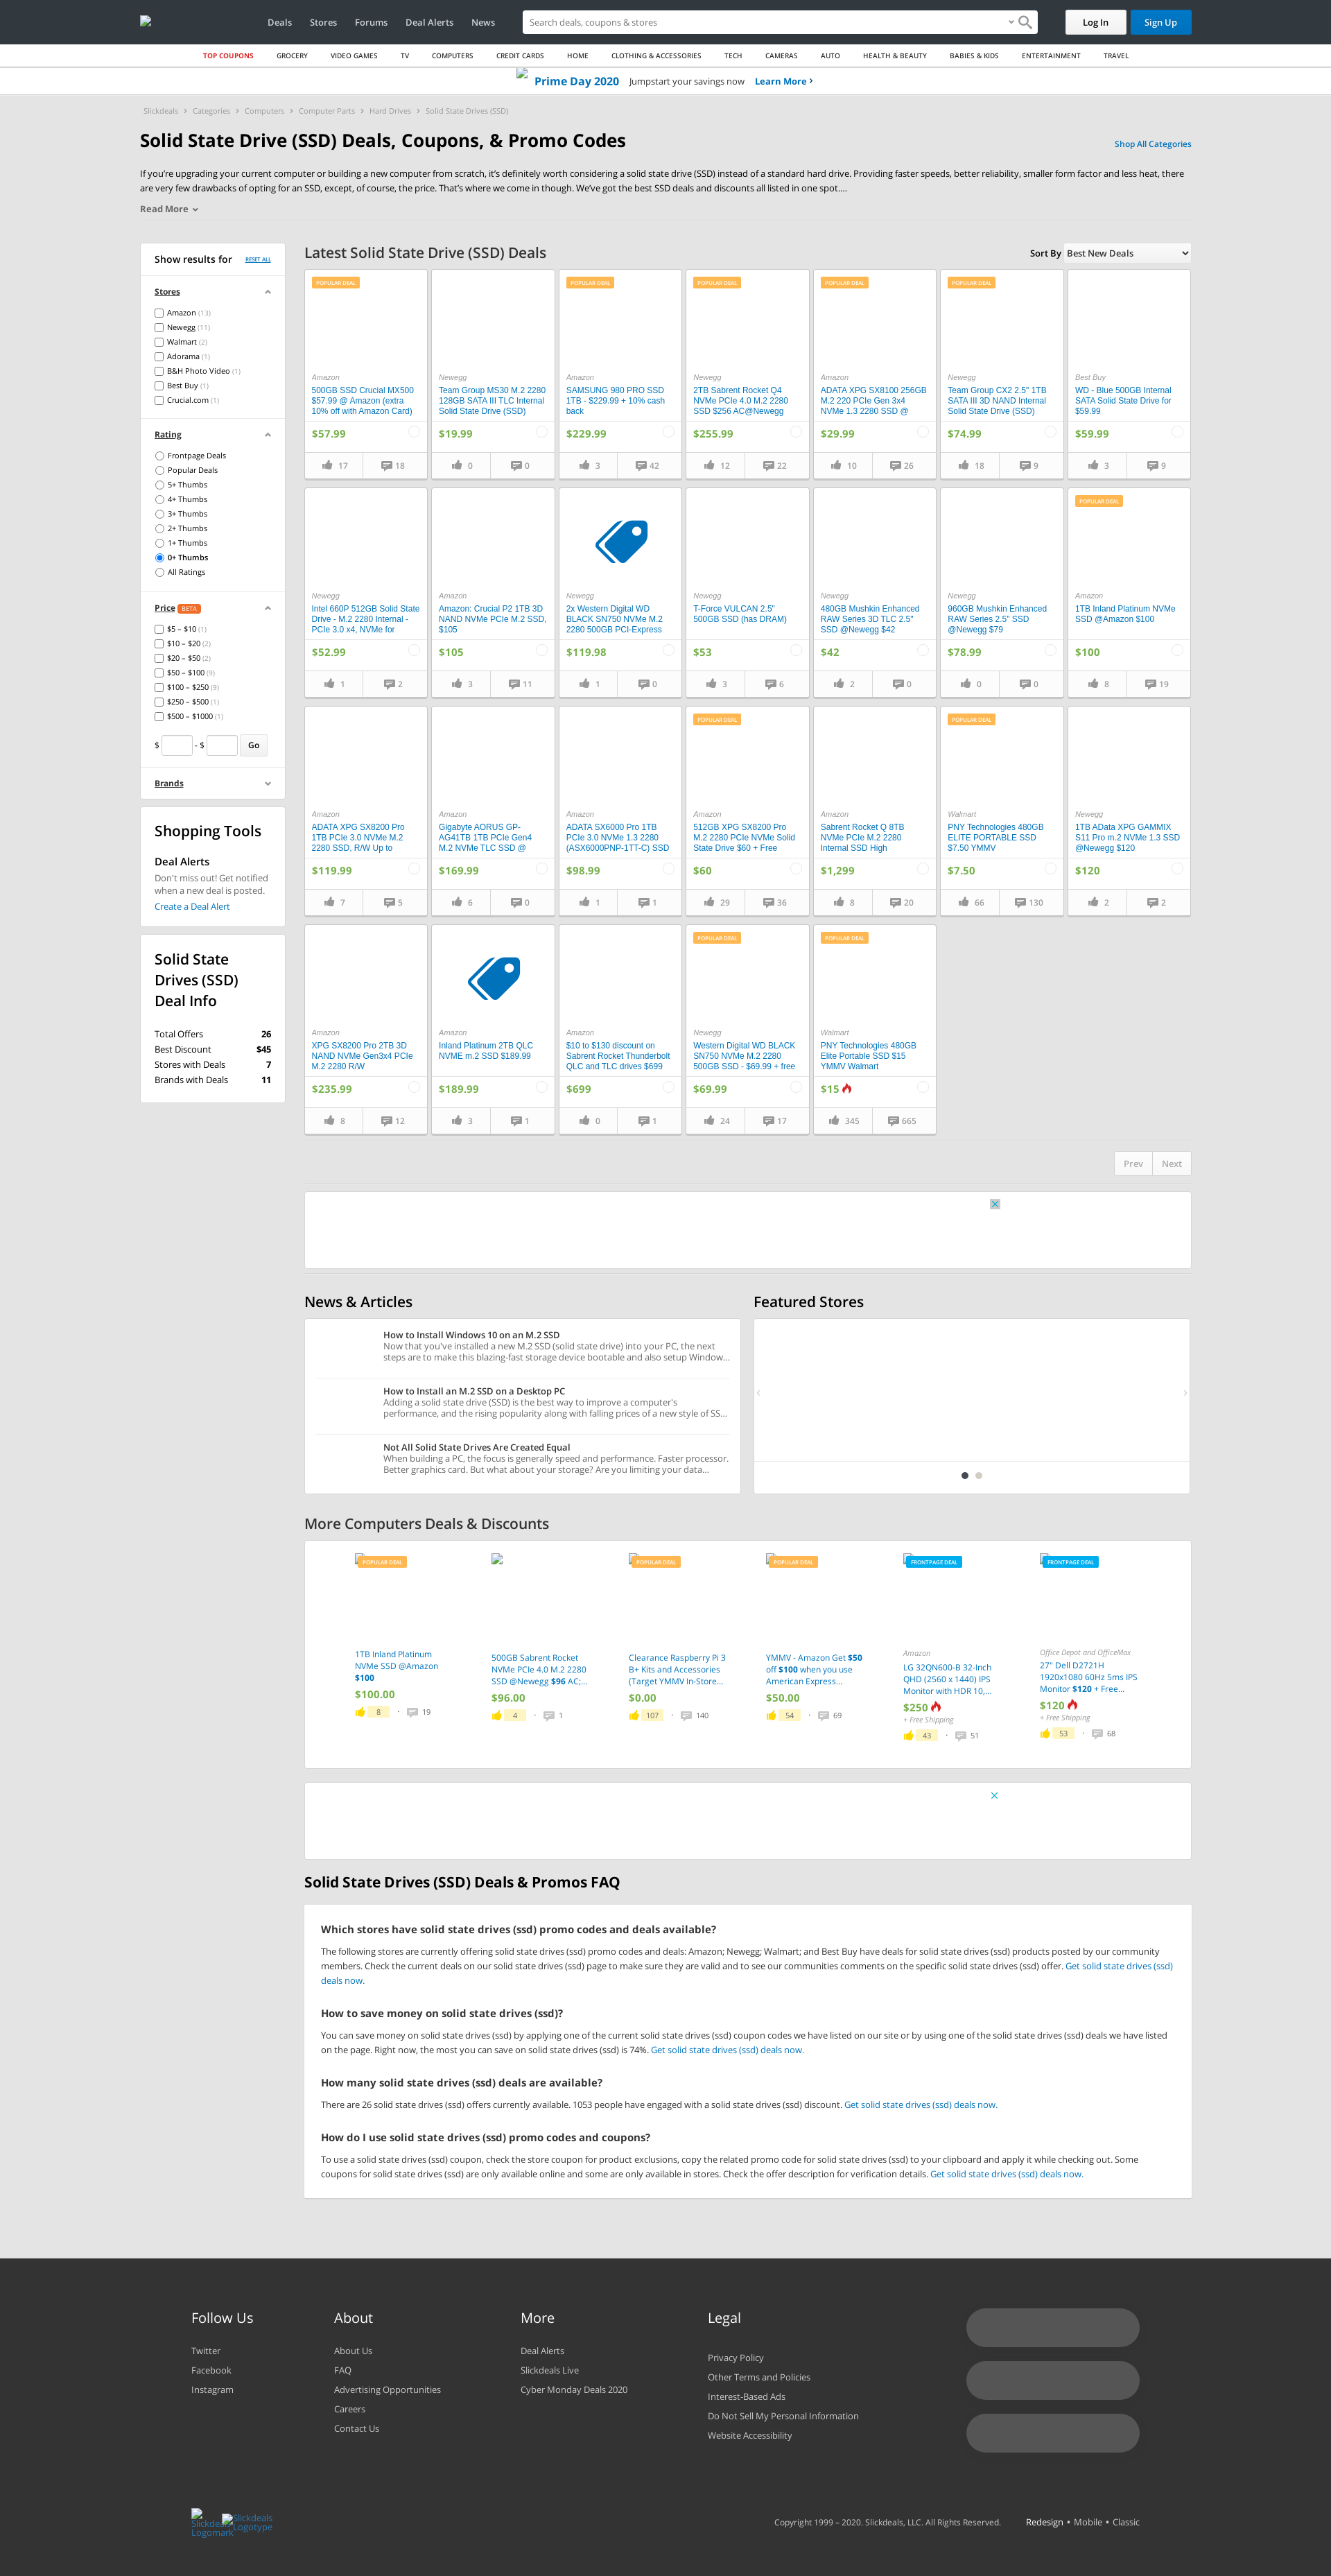 Deals Stores Forums Deal Alerts News
Search deals, coupons & stores
Log In
Sign Up
TOP COUPONS GROCERY VIDEO GAMES TV COMPUTERS CREDIT CARDS HOME CLOTHING & ACCESSORIES TECH CAMERAS AUTO HEALTH & BEAUTY BABIES & KIDS ENTERTAINMENT TRAVEL
Prime Day 2020 Jumpstart your savings now Learn More ›
Slickdeals › Categories › Computers › Computer Parts › Hard Drives › Solid State Drives (SSD)
Solid State Drive (SSD) Deals, Coupons, & Promo Codes
Shop All Categories
If you're upgrading your current computer or building a new computer from scratch, it's definitely worth considering a solid state drive (SSD) instead of a standard hard drive. Providing faster speeds, better reliability, smaller form factor and less heat, there
are very few drawbacks of opting for an SSD, except, of course, the price. That's where we come in though. We've got the best SSD deals and discounts all listed in one spot....
Read More
Show results for RESET ALL
Stores
Amazon (13)
Newegg (11)
Walmart (2)
Adorama (1)
B&H Photo Video (1)
Best Buy (1)
Crucial.com (1)
Rating
Frontpage Deals
Popular Deals
5+ Thumbs
4+ Thumbs
3+ Thumbs
2+ Thumbs
1+ Thumbs
0+ Thumbs
All Ratings
Price BETA
$5 – $10 (1)
$10 – $20 (2)
$20 – $50 (2)
$50 – $100 (9)
$100 – $250 (9)
$250 – $500 (1)
$500 – $1000 (1)
$ - $ Go
Brands
Shopping Tools
Deal Alerts
Don't miss out! Get notified
when a new deal is posted.
Create a Deal Alert
Solid State
Drives (SSD)
Deal Info
Total Offers 26
Best Discount $45
Stores with Deals 7
Brands with Deals 11
Latest Solid State Drive (SSD) Deals
Sort By Best New Deals
POPULAR DEAL
Amazon
500GB SSD Crucial MX500
$57.99 @ Amazon (extra
10% off with Amazon Card)
$57.99
17 18
Newegg
Team Group MS30 M.2 2280
128GB SATA III TLC Internal
Solid State Drive (SSD)
$19.99
0 0
POPULAR DEAL
Amazon
SAMSUNG 980 PRO SSD
1TB - $229.99 + 10% cash
back
$229.99
3 42
POPULAR DEAL
Newegg
2TB Sabrent Rocket Q4
NVMe PCIe 4.0 M.2 2280
SSD $256 AC@Newegg
$255.99
12 22
POPULAR DEAL
Amazon
ADATA XPG SX8100 256GB
M.2 220 PCIe Gen 3x4
NVMe 1.3 2280 SSD @
$29.99
10 26
POPULAR DEAL
Newegg
Team Group CX2 2.5" 1TB
SATA III 3D NAND Internal
Solid State Drive (SSD)
$74.99
18 9
Best Buy
WD - Blue 500GB Internal
SATA Solid State Drive for
$59.99
$59.99
3 9
Newegg
Intel 660P 512GB Solid State
Drive - M.2 2280 Internal -
PCIe 3.0 x4, NVMe for
$52.99
1 2
Amazon
Amazon: Crucial P2 1TB 3D
NAND NVMe PCIe M.2 SSD,
$105
$105
3 11
Newegg
2x Western Digital WD
BLACK SN750 NVMe M.2
2280 500GB PCI-Express
$119.98
1 0
Newegg
T-Force VULCAN 2.5"
500GB SSD (has DRAM)
$53
3 6
Newegg
480GB Mushkin Enhanced
RAW Series 3D TLC 2.5"
SSD @Newegg $42
$42
2 0
Newegg
960GB Mushkin Enhanced
RAW Series 2.5" SSD
@Newegg $79
$78.99
0 0
POPULAR DEAL
Amazon
1TB Inland Platinum NVMe
SSD @Amazon $100
$100
8 19
Amazon
ADATA XPG SX8200 Pro
1TB PCIe 3.0 NVMe M.2
2280 SSD, R/W Up to
$119.99
7 5
Amazon
Gigabyte AORUS GP-
AG41TB 1TB PCIe Gen4
M.2 NVMe TLC SSD @
$169.99
6 0
Amazon
ADATA SX6000 Pro 1TB
PCIe 3.0 NVMe 1.3 2280
(ASX6000PNP-1TT-C) SSD
$98.99
1 1
POPULAR DEAL
Amazon
512GB XPG SX8200 Pro
M.2 2280 PCIe NVMe Solid
State Drive $60 + Free
$60
29 36
Amazon
Sabrent Rocket Q 8TB
NVMe PCIe M.2 2280
Internal SSD High
$1,299
8 20
POPULAR DEAL
Walmart
PNY Technologies 480GB
ELITE PORTABLE SSD
$7.50 YMMV
$7.50
66 130
Newegg
1TB AData XPG GAMMIX
S11 Pro m.2 NVMe 1.3 SSD
@Newegg $120
$120
2 2
Amazon
XPG SX8200 Pro 2TB 3D
NAND NVMe Gen3x4 PCIe
M.2 2280 R/W
$235.99
8 12
Amazon
Inland Platinum 2TB QLC
NVME m.2 SSD $189.99
$189.99
3 1
Amazon
$10 to $130 discount on
Sabrent Rocket Thunderbolt
QLC and TLC drives $699
$699
0 1
POPULAR DEAL
Newegg
Western Digital WD BLACK
SN750 NVMe M.2 2280
500GB SSD - $69.99 + free
$69.99
24 17
POPULAR DEAL
Walmart
PNY Technologies 480GB
Elite Portable SSD $15
YMMV Walmart
$15
345 665
Prev Next
News & Articles
How to Install Windows 10 on an M.2 SSD
Now that you've installed a new M.2 SSD (solid state drive) into your PC, the next
steps are to make this blazing-fast storage device bootable and also setup Window...
How to Install an M.2 SSD on a Desktop PC
Adding a solid state drive (SSD) is the best way to improve a computer's
performance, and the rising popularity along with falling prices of a new style of SS...
Not All Solid State Drives Are Created Equal
When building a PC, the focus is generally speed and performance. Faster processor.
Better graphics card. But what about your storage? Are you limiting your data...
Featured Stores
More Computers Deals & Discounts
POPULAR DEAL
1TB Inland Platinum
NVMe SSD @Amazon
$100
$100.00
8 · 19
500GB Sabrent Rocket
NVMe PCIe 4.0 M.2 2280
SSD @Newegg $96 AC;...
$96.00
4 · 1
POPULAR DEAL
Clearance Raspberry Pi 3
B+ Kits and Accessories
(Target YMMV In-Store...
$0.00
107 · 140
POPULAR DEAL
YMMV - Amazon Get $50
off $100 when you use
American Express...
$50.00
54 · 69
FRONTPAGE DEAL
Amazon
LG 32QN600-B 32-Inch
QHD (2560 x 1440) IPS
Monitor with HDR 10,...
$250
+ Free Shipping
43 · 51
FRONTPAGE DEAL
Office Depot and OfficeMax
27" Dell D2721H
1920x1080 60Hz 5ms IPS
Monitor $120 + Free...
$120
+ Free Shipping
53 · 68
Solid State Drives (SSD) Deals & Promos FAQ
Which stores have solid state drives (ssd) promo codes and deals available?
The following stores are currently offering solid state drives (ssd) promo codes and deals: Amazon; Newegg; Walmart; and Best Buy have deals for solid state drives (ssd) products posted by our community
members. Check the current deals on our solid state drives (ssd) page to make sure they are valid and to see our communities comments on the specific solid state drives (ssd) offer. Get solid state drives (ssd)
deals now.
How to save money on solid state drives (ssd)?
You can save money on solid state drives (ssd) by applying one of the current solid state drives (ssd) coupon codes we have listed on our site or by using one of the solid state drives (ssd) deals we have listed
on the page. Right now, the most you can save on solid state drives (ssd) is 74%. Get solid state drives (ssd) deals now.
How many solid state drives (ssd) deals are available?
There are 26 solid state drives (ssd) offers currently available. 1053 people have engaged with a solid state drives (ssd) discount. Get solid state drives (ssd) deals now.
How do I use solid state drives (ssd) promo codes and coupons?
To use a solid state drives (ssd) coupon, check the store coupon for product exclusions, copy the related promo code for solid state drives (ssd) to your clipboard and apply it while checking out. Some
coupons for solid state drives (ssd) are only available online and some are only available in stores. Check the offer description for verification details. Get solid state drives (ssd) deals now.
Follow Us
Twitter
Facebook
Instagram
About
About Us
FAQ
Advertising Opportunities
Careers
Contact Us
More
Deal Alerts
Slickdeals Live
Cyber Monday Deals 2020
Legal
Privacy Policy
Other Terms and Policies
Interest-Based Ads
Do Not Sell My Personal Information
Website Accessibility
Slickdeals Logomark
Slickdeals Logotype
Copyright 1999 – 2020. Slickdeals, LLC. All Rights Reserved. Redesign • Mobile • Classic